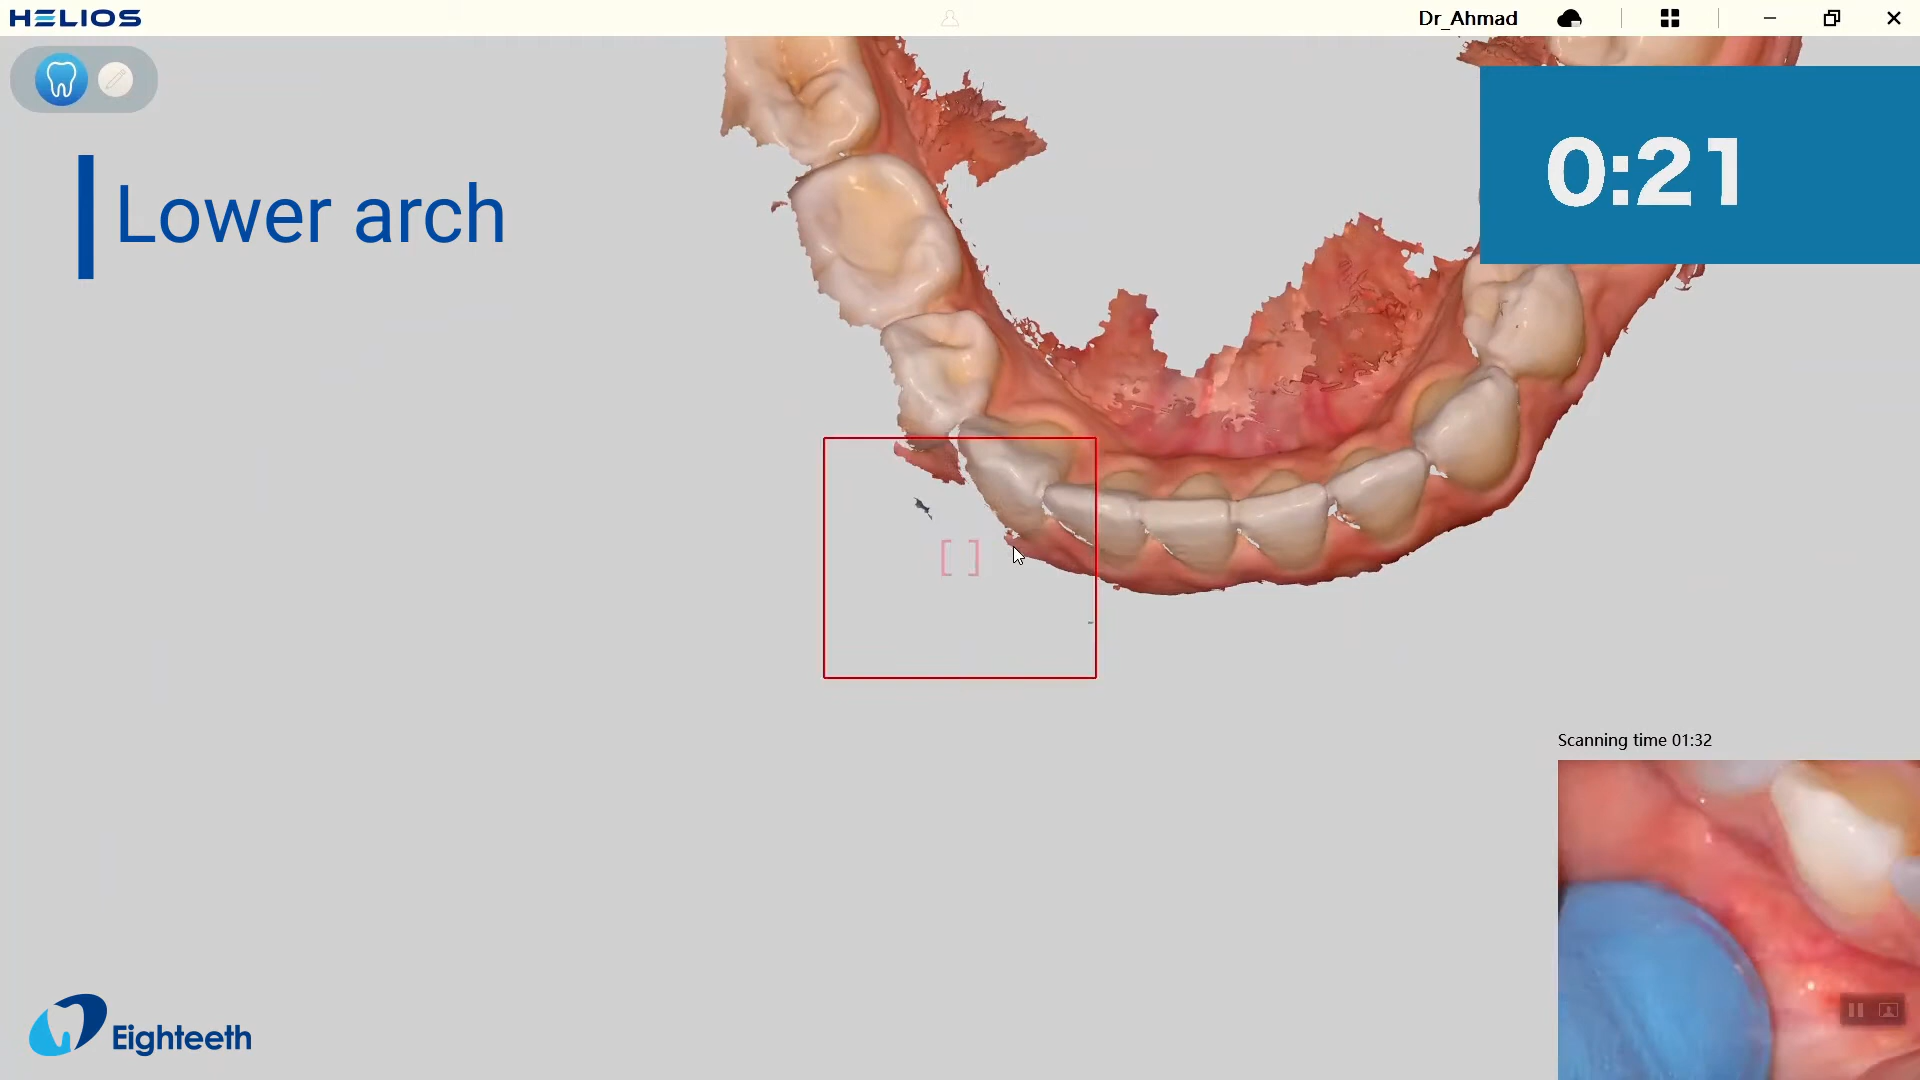 HELIOS
Dr_Ahmad
Lower arch
0:21
[ ]
Scanning time 01:32
Eighteeth